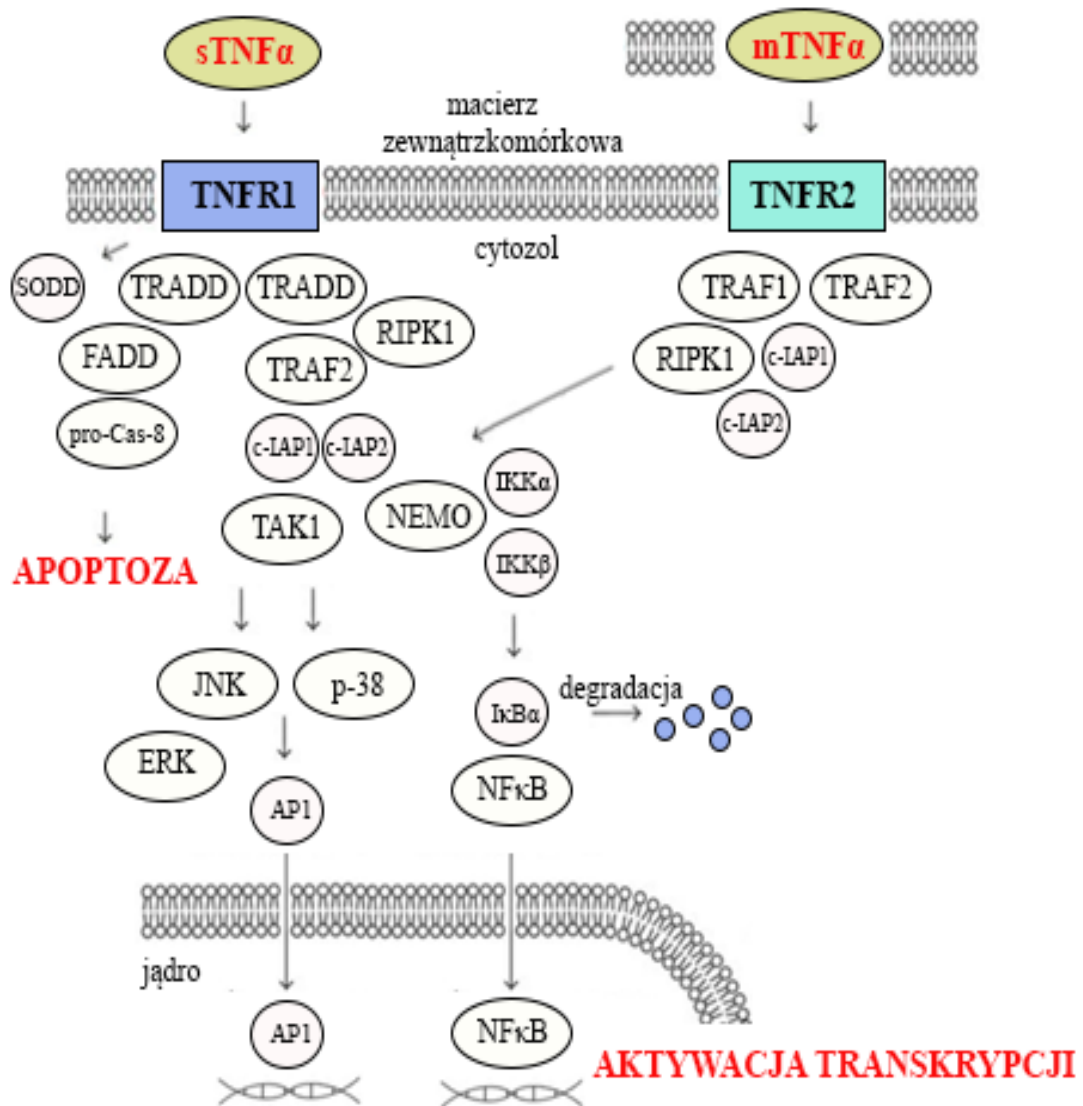 sTNFα
mTNFα
macierz
zewnątrzkomórkowa
TNFR1
TNFR2
cytozol
SODD
TRADD
TRADD
RIPK1
FADD
TRAF2
pro-Cas-8
c-IAP1
c-IAP2
TAK1
NEMO
IKKα
IKKβ
TRAF1
TRAF2
RIPK1
c-IAP1
c-IAP2
APOPTOZA
JNK
p-38
ERK
AP1
IκBα
degradacja
NFκB
jądro
AP1
NFκB
AKTYWACJA TRANSKRYPCJI